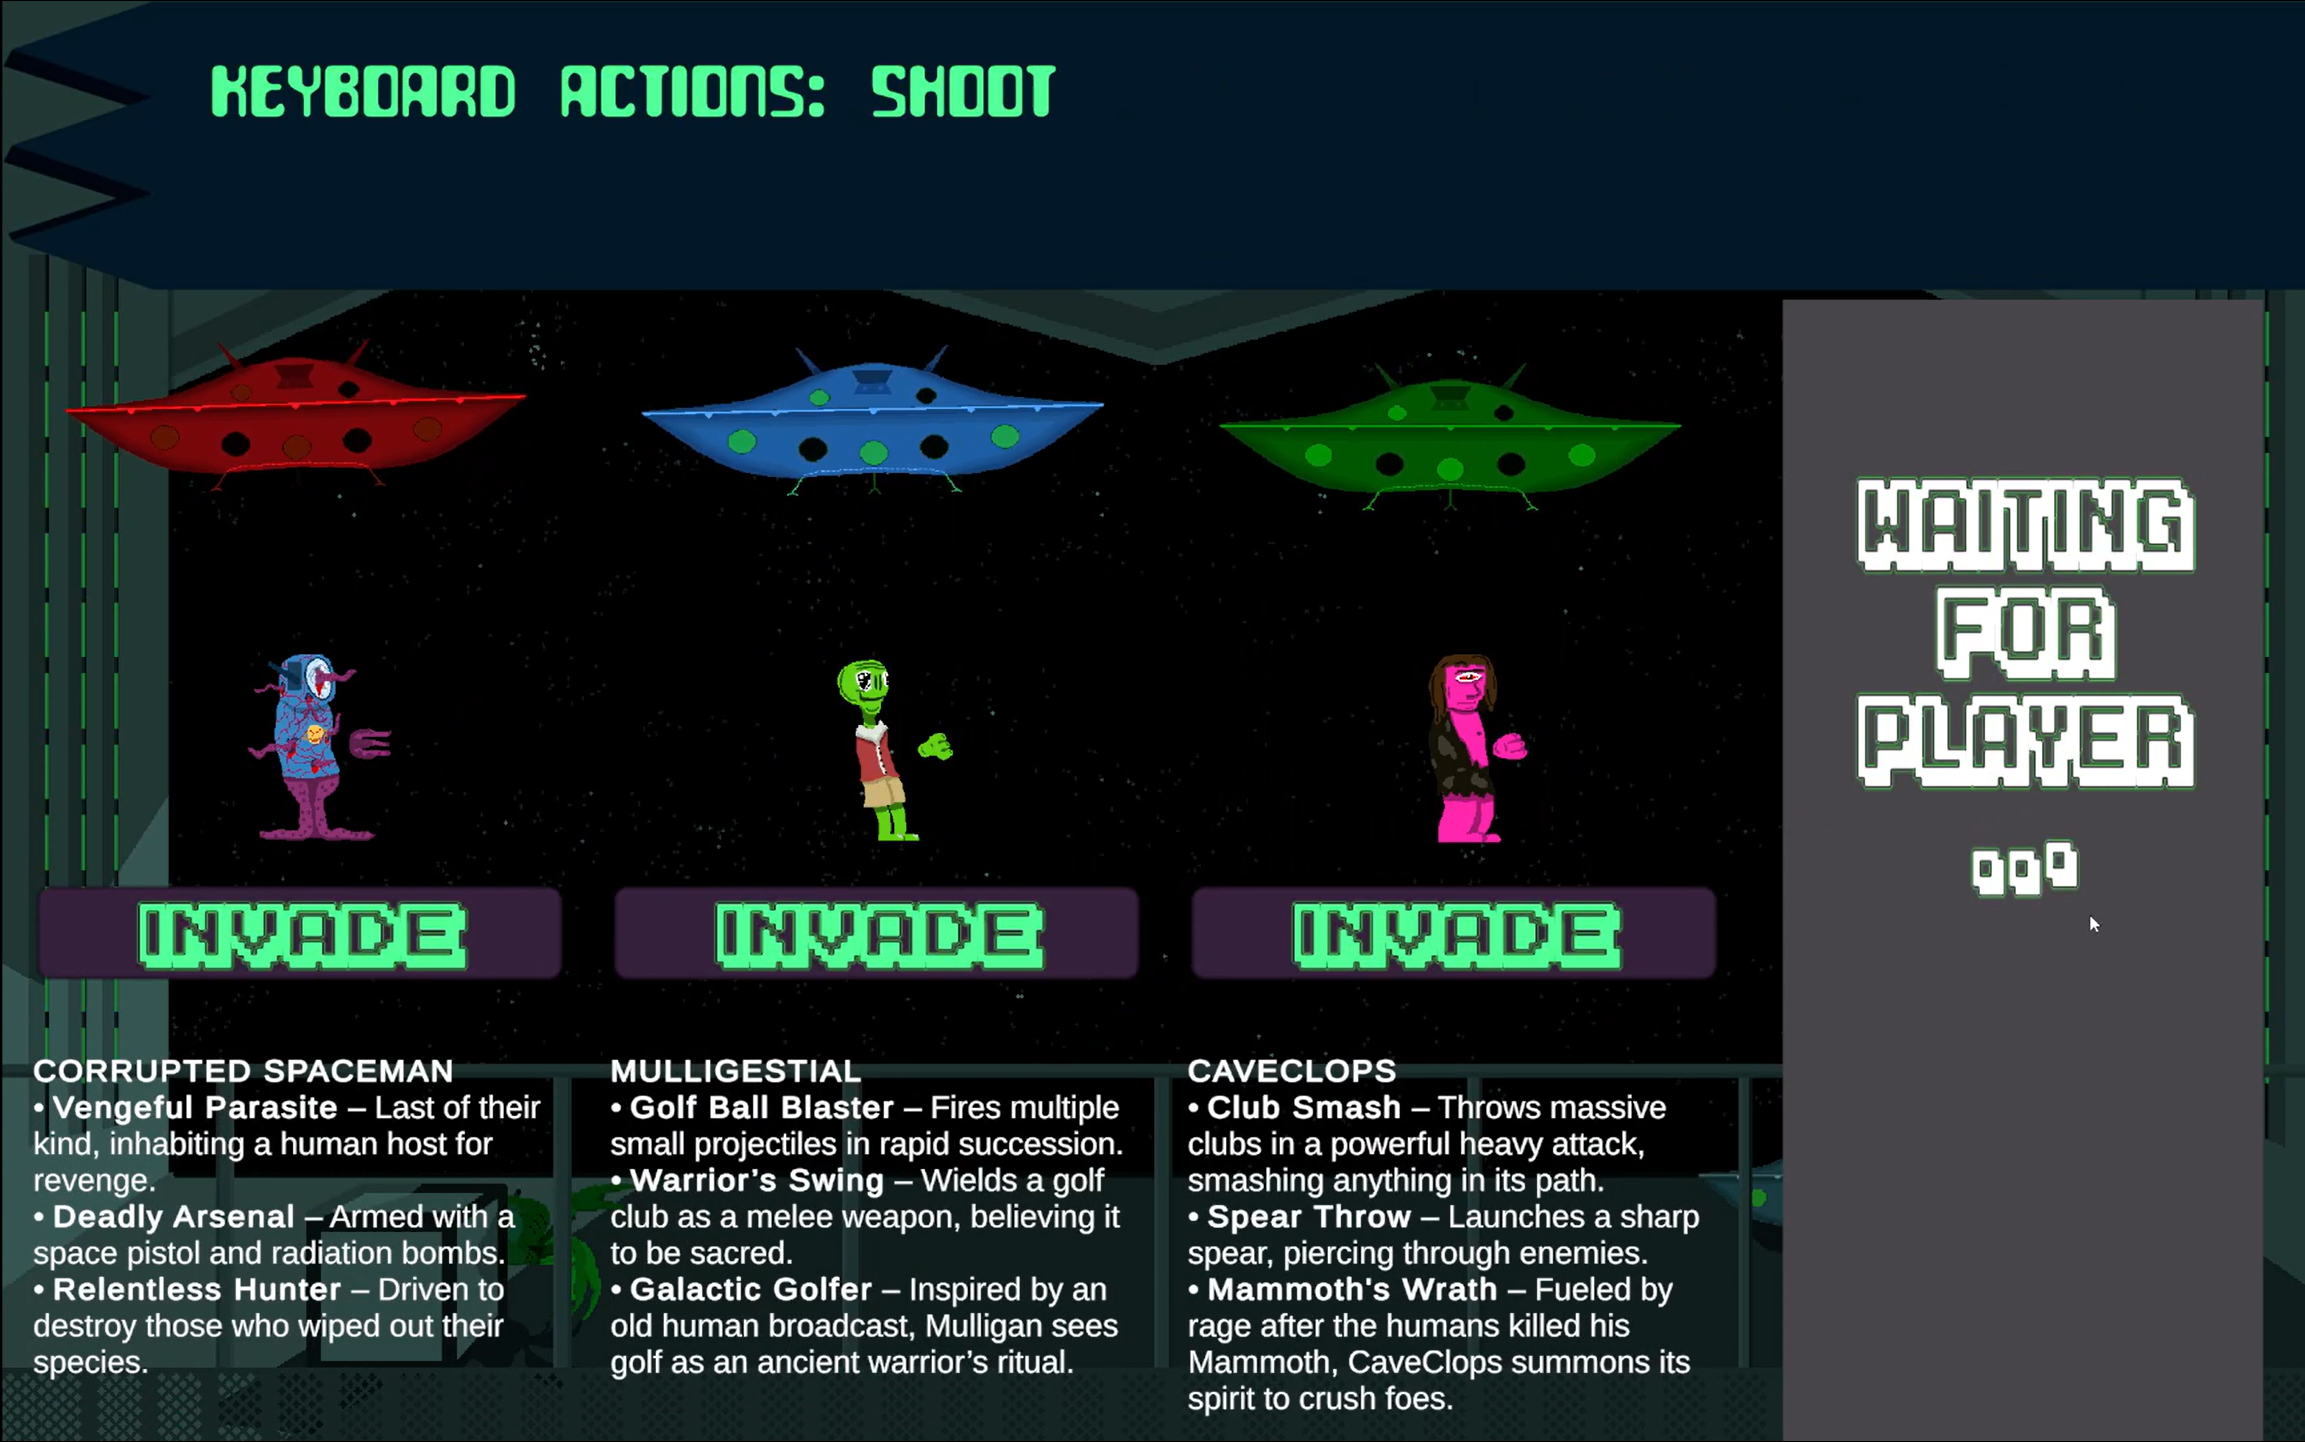 KEYBOARD ACTIONS: SHOOT
WAITING
FOR
PLAYER
...
INVADE
INVADE
INVADE
CORRUPTED SPACEMAN
• Vengeful Parasite – Last of their
kind, inhabiting a human host for
revenge.
• Deadly Arsenal – Armed with a
space pistol and radiation bombs.
• Relentless Hunter – Driven to
destroy those who wiped out their
species.
MULLIGESTIAL
• Golf Ball Blaster – Fires multiple
small projectiles in rapid succession.
• Warrior’s Swing – Wields a golf
club as a melee weapon, believing it
to be sacred.
• Galactic Golfer – Inspired by an
old human broadcast, Mulligan sees
golf as an ancient warrior’s ritual.
CAVECLOPS
• Club Smash – Throws massive
clubs in a powerful heavy attack,
smashing anything in its path.
• Spear Throw – Launches a sharp
spear, piercing through enemies.
• Mammoth's Wrath – Fueled by
rage after the humans killed his
Mammoth, CaveClops summons its
spirit to crush foes.